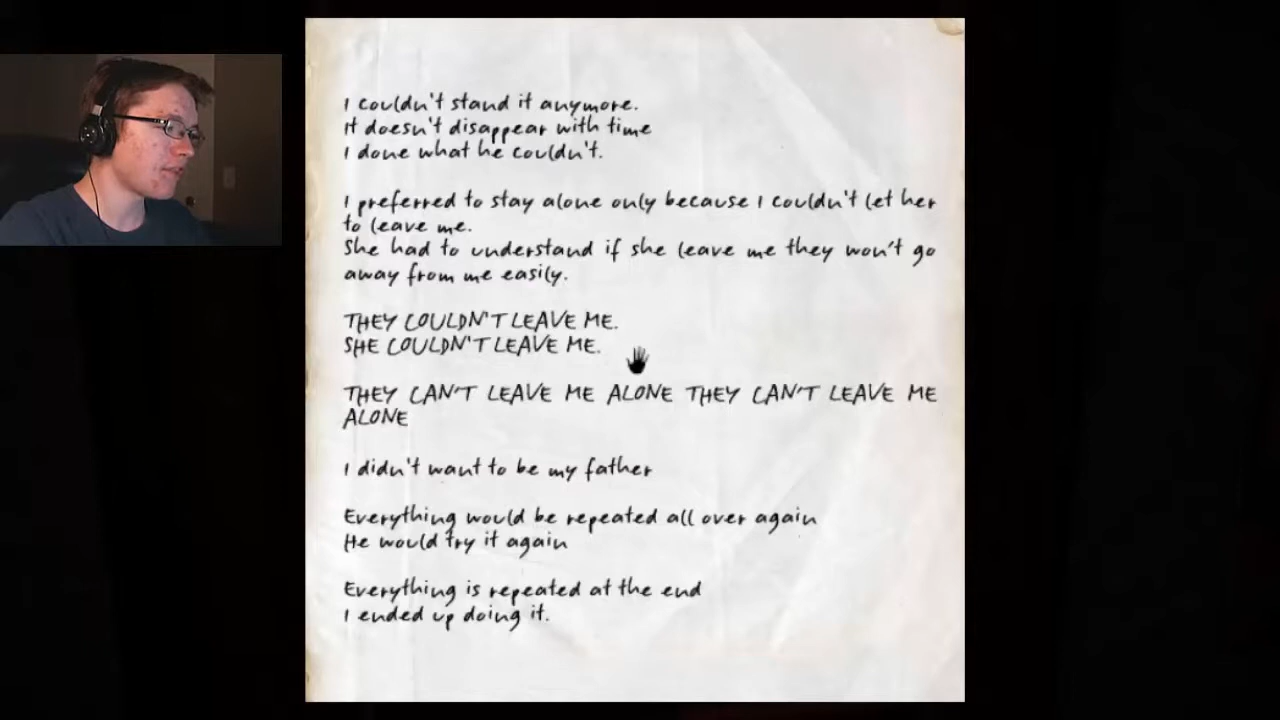 I couldn't stand it anymore.
It doesn't disappear with time
I done what he couldn't.
I preferred to stay alone only because I couldn't let her
to leave me.
She had to understand if she leave me they won't go
away from me easily.
THEY COULDN'T LEAVE ME.
SHE COULDN'T LEAVE ME.
THEY CAN'T LEAVE ME ALONE THEY CAN'T LEAVE ME
ALONE
I didn't want to be my father
Everything would be repeated all over again
He would try it again
Everything is repeated at the end
I ended up doing it.